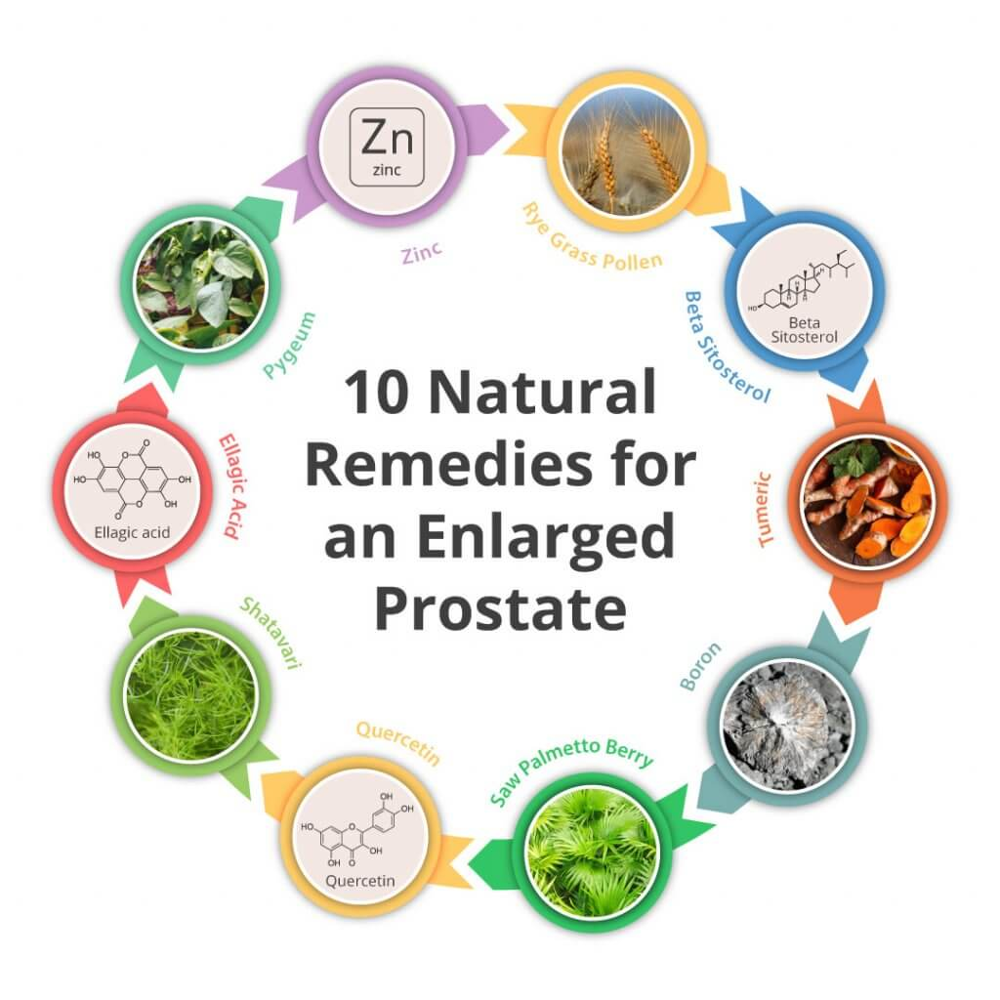 10 Natural
Remedies for
an Enlarged
Prostate
Zn
zinc
Zinc
Rye Grass Pollen
HO
H
H
H
H
Beta
Sitosterol
Beta Sitosterol
Tumeric
Boron
Saw Palmetto Berry
Quercetin
OH
OH
HO
O
OH
OH
O
Quercetin
Shatavari
HO
O
O
HO
OH
O
O
OH
Ellagic acid
Ellagic Acip
Pygeum